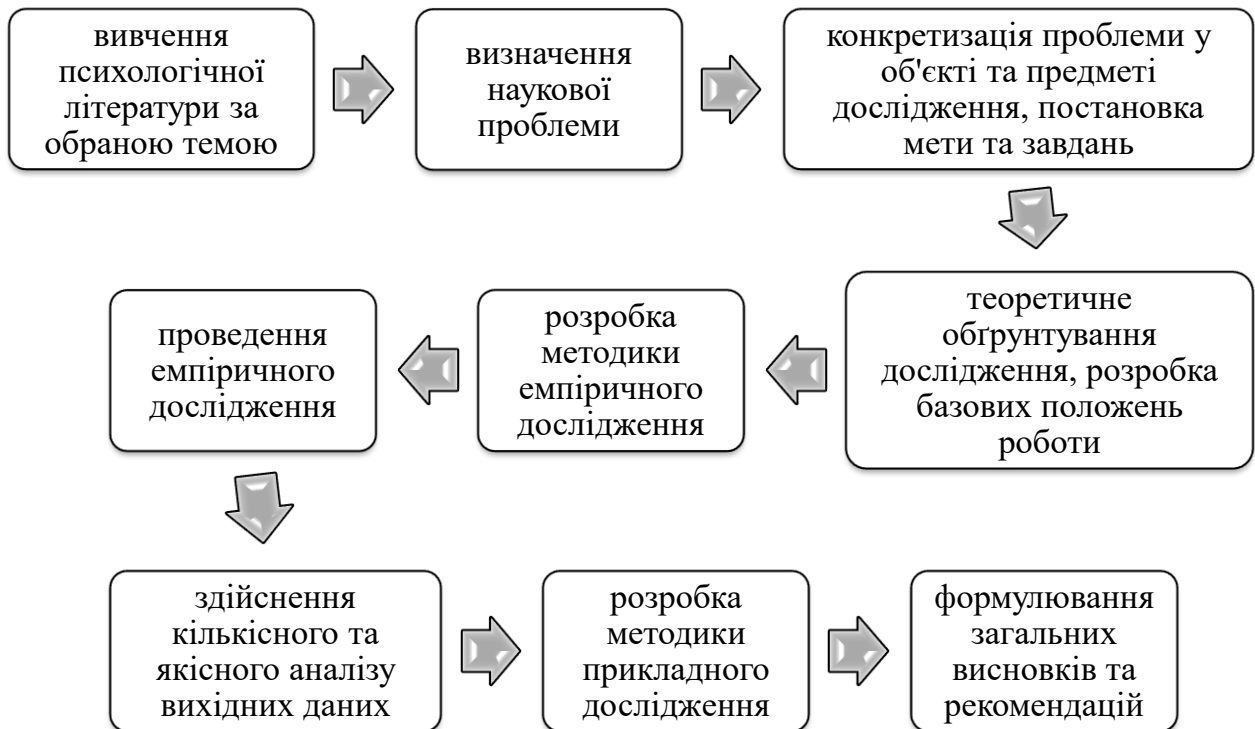 вивчення
психологічної
літератури за
обраною темою
визначення
наукової
проблеми
конкретизація проблеми у
об'єкті та предметі
дослідження, постановка
мети та завдань
теоретичне
обґрунтування
дослідження, розробка
базових положень
роботи
розробка
методики
емпіричного
дослідження
проведення
емпіричного
дослідження
здійснення
кількісного та
якісного аналізу
вихідних даних
розробка
методики
прикладного
дослідження
формулювання
загальних
висновків та
рекомендацій